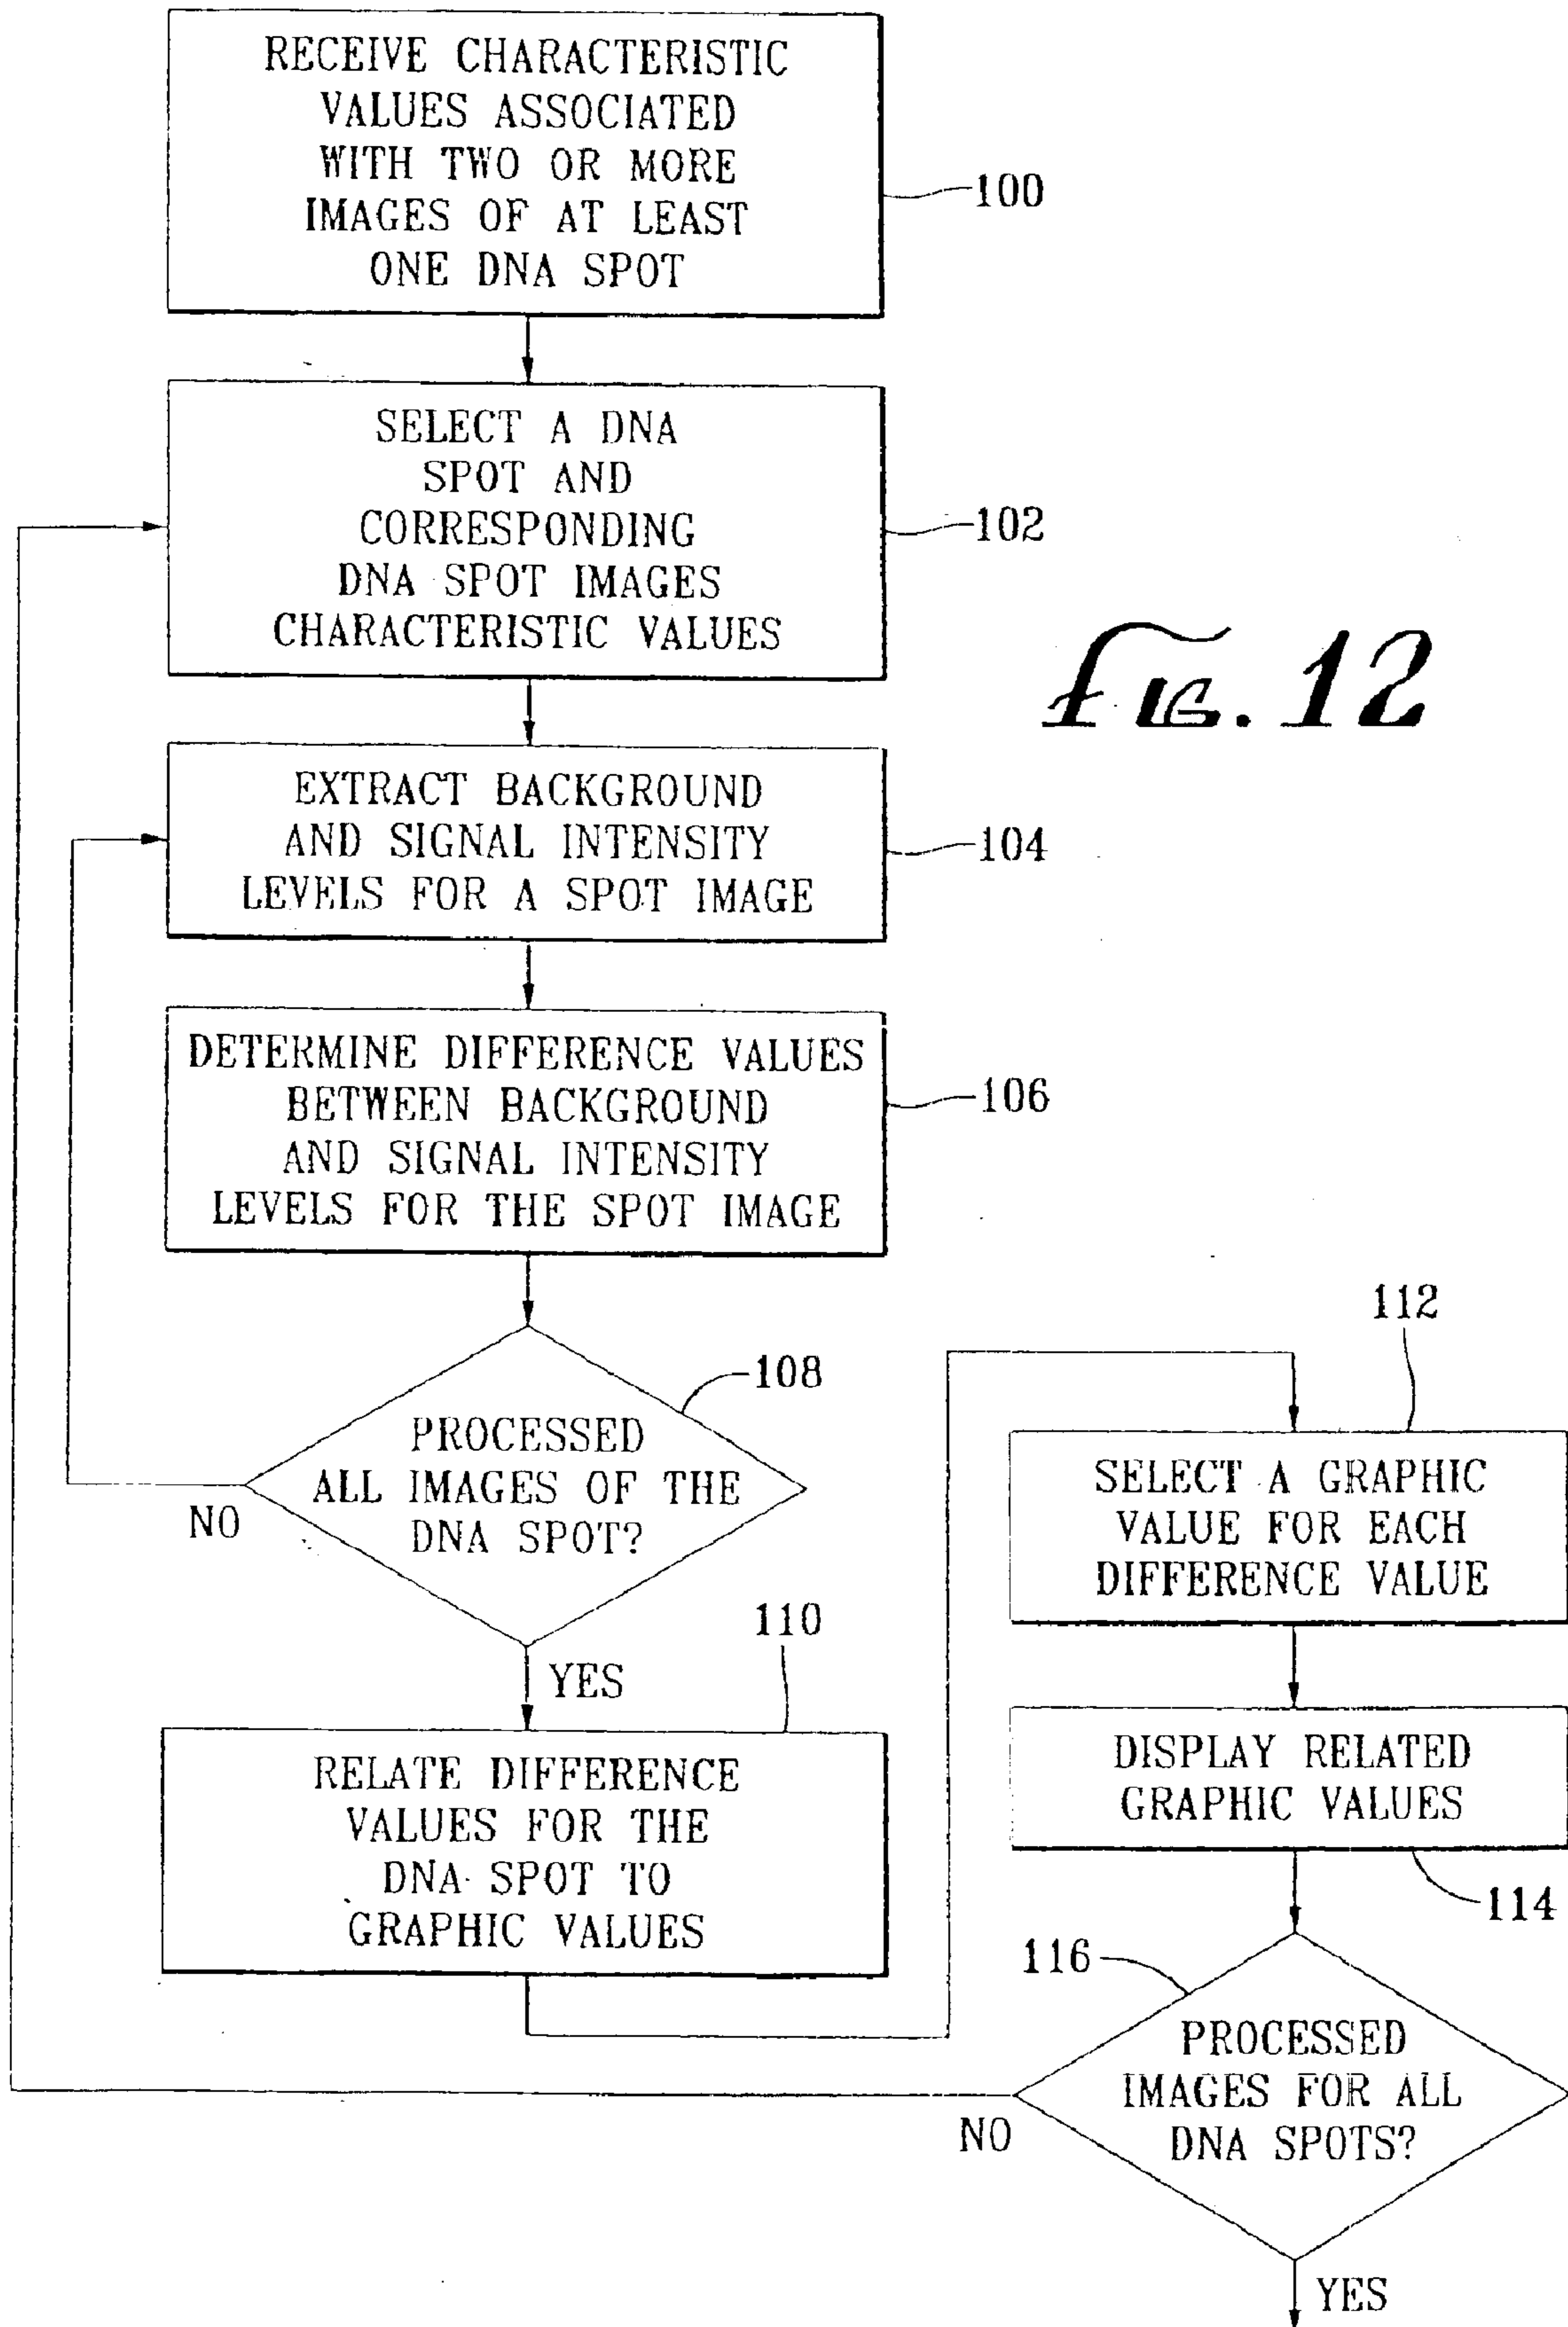 RECEIVE CHARACTERISTIC
VALUES ASSOCIATED
WITH TWO OR MORE
IMAGES OF AT LEAST
ONE DNA SPOT
100
SELECT A DNA
SPOT AND
CORRESPONDING
DNA SPOT IMAGES
CHARACTERISTIC VALUES
102
FIG. 12
EXTRACT BACKGROUND
AND SIGNAL INTENSITY
LEVELS FOR A SPOT IMAGE
104
DETERMINE DIFFERENCE VALUES
BETWEEN BACKGROUND
AND SIGNAL INTENSITY
LEVELS FOR THE SPOT IMAGE
106
PROCESSED
ALL IMAGES OF THE
DNA SPOT?
108
NO
YES
110
RELATE DIFFERENCE
VALUES FOR THE
DNA SPOT TO
GRAPHIC VALUES
112
SELECT A GRAPHIC
VALUE FOR EACH
DIFFERENCE VALUE
DISPLAY RELATED
GRAPHIC VALUES
114
116
PROCESSED
IMAGES FOR ALL
DNA SPOTS?
NO
YES